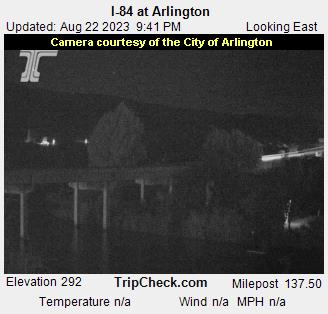 I-84 at Arlington
Updated: Aug 22 2023 9:41 PM Looking East
Camera courtesy of the City of Arlington
Elevation 292 TripCheck.com Milepost 137.50
Temperature n/a Wind n/a MPH n/a